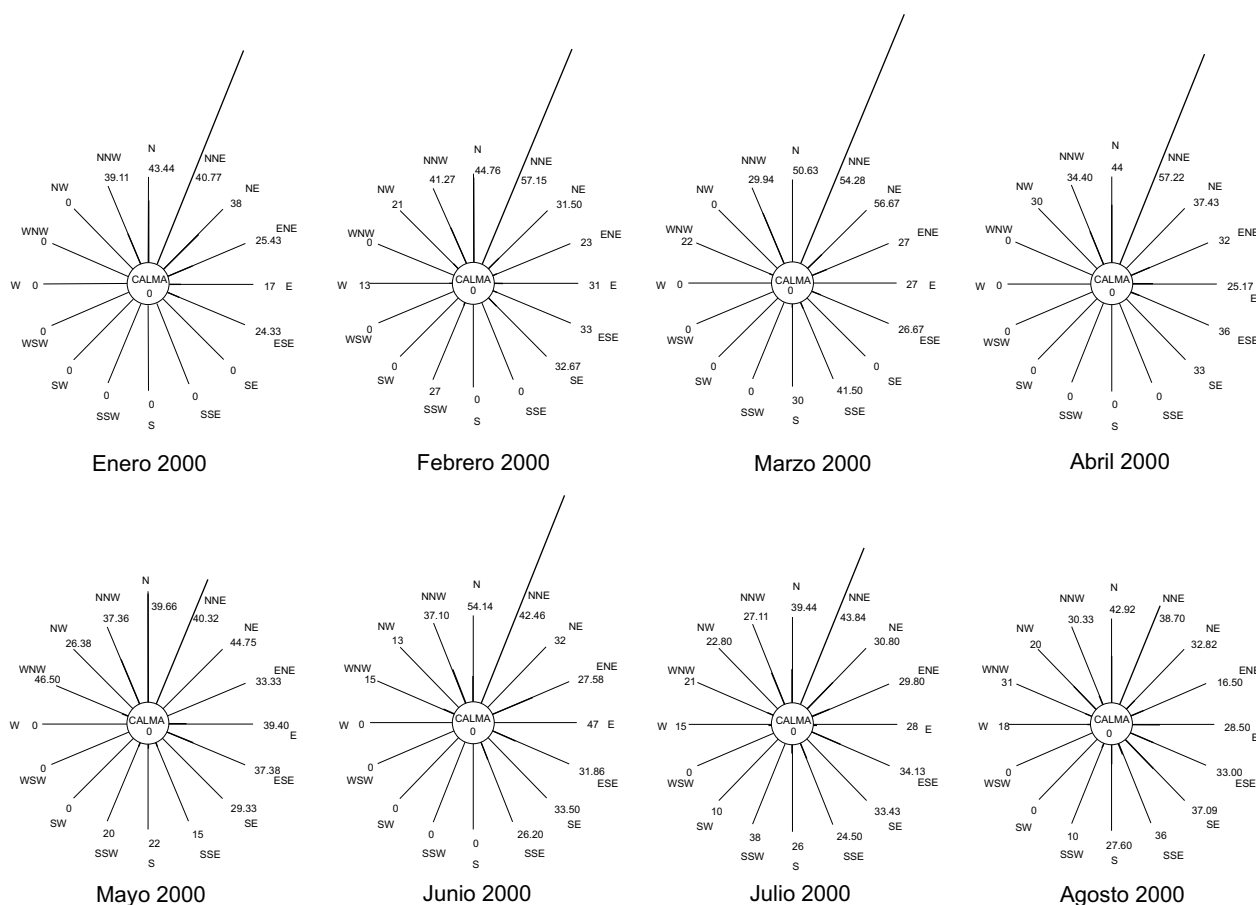 N
NNW
43.44
NNE
39.11
40.77
NW
NE
0
38
WNW
0
ENE
25.43
CALMA
0
W 0
17 E
0
WSW
24.33
ESE
0
SW
0
SE
0
SSW
0
S
0
SSE
Enero 2000
N
NNW
44.76
NNE
41.27
57.15
NW
NE
21
31.50
WNW
0
ENE
23
CALMA
0
W 13
31 E
0
WSW
33
ESE
0
SW
32.67
SE
27
SSW
0
S
0
SSE
Febrero 2000
N
NNW
50.63
NNE
29.94
54.28
NW
NE
0
56.67
WNW
22
ENE
27
CALMA
0
W 0
27 E
0
WSW
26.67
ESE
0
SW
0
SE
0
SSW
30
S
41.50
SSE
Marzo 2000
N
NNW
44
NNE
34.40
57.22
NW
NE
30
37.43
WNW
0
ENE
32
CALMA
0
W 0
25.17
E
0
WSW
36
ESE
0
SW
33
SE
0
SSW
0
S
0
SSE
Abril 2000
N
NNW
39.66
NNE
37.36
40.32
NW
NE
26.38
44.75
WNW
46.50
ENE
33.33
CALMA
0
W 0
39.40
E
0
WSW
37.38
ESE
0
SW
29.33
SE
20
SSW
22
S
15
SSE
Mayo 2000
N
NNW
54.14
NNE
37.10
42.46
NW
NE
13
32
WNW
15
ENE
27.58
CALMA
0
W 0
47 E
0
WSW
31.86
ESE
0
SW
33.50
SE
0
SSW
0
S
26.20
SSE
Junio 2000
N
NNW
39.44
NNE
27.11
43.84
NW
NE
22.80
30.80
WNW
21
ENE
29.80
CALMA
0
W 15
28 E
0
WSW
34.13
ESE
10
SW
33.43
SE
38
SSW
26
S
24.50
SSE
Julio 2000
N
NNW
42.92
NNE
30.33
38.70
NW
NE
20
32.82
WNW
31
ENE
16.50
CALMA
0
W 18
28.50
E
0
WSW
33.00
ESE
0
SW
37.09
SE
10
SSW
27.60
S
36
SSE
Agosto 2000